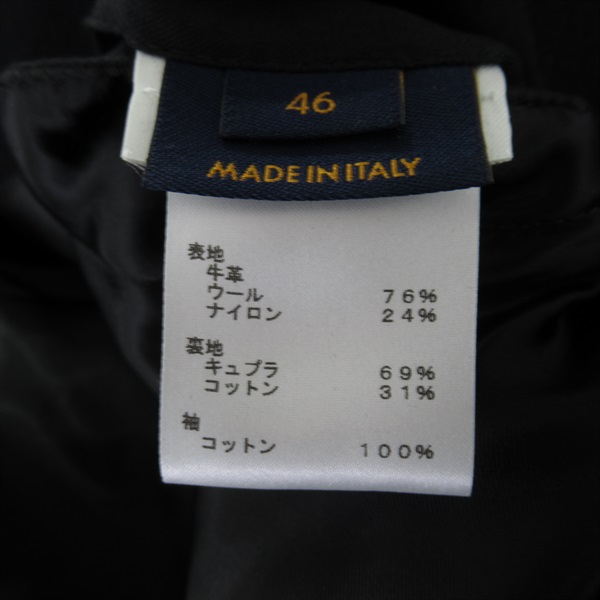 46
MADE IN ITALY
表地
牛革
ウール 76%
ナイロン 24%
裏地
キュプラ 69%
コットン 31%
袖
コットン 100%